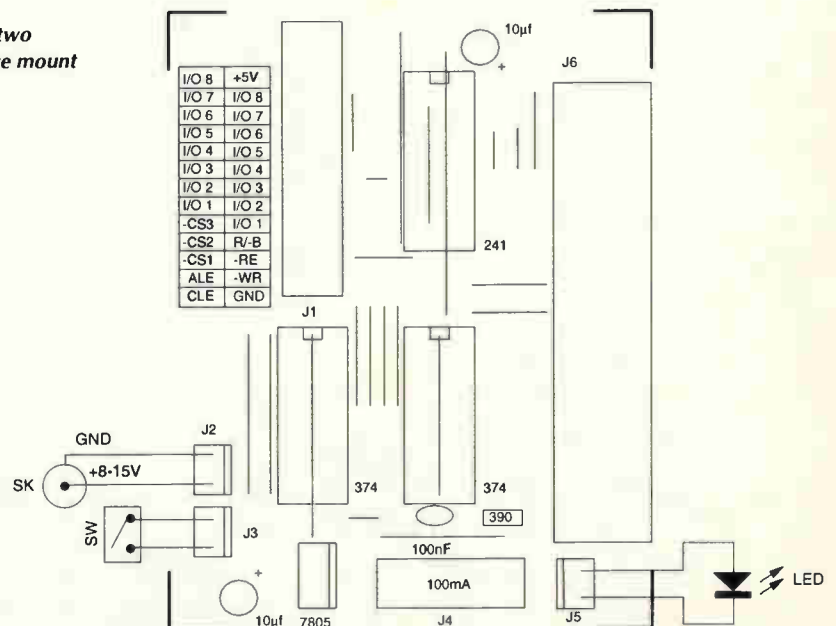 two
e mount
10µf
+
J6
I/O 8 +5V
I/O 7 I/O 8
I/O 6 I/O 7
I/O 5 I/O 6
I/O 4 I/O 5
I/O 3 I/O 4
I/O 2 I/O 3
I/O 1 I/O 2
-CS3 I/O 1
-CS2 R/-B
-CS1 -RE
ALE -WR
CLE GND
241
J1
J2
GND
+8·15V
SK
374
374
390
SW
J3
100nF
+
10µf
7805
100mA
J4
J5
LED